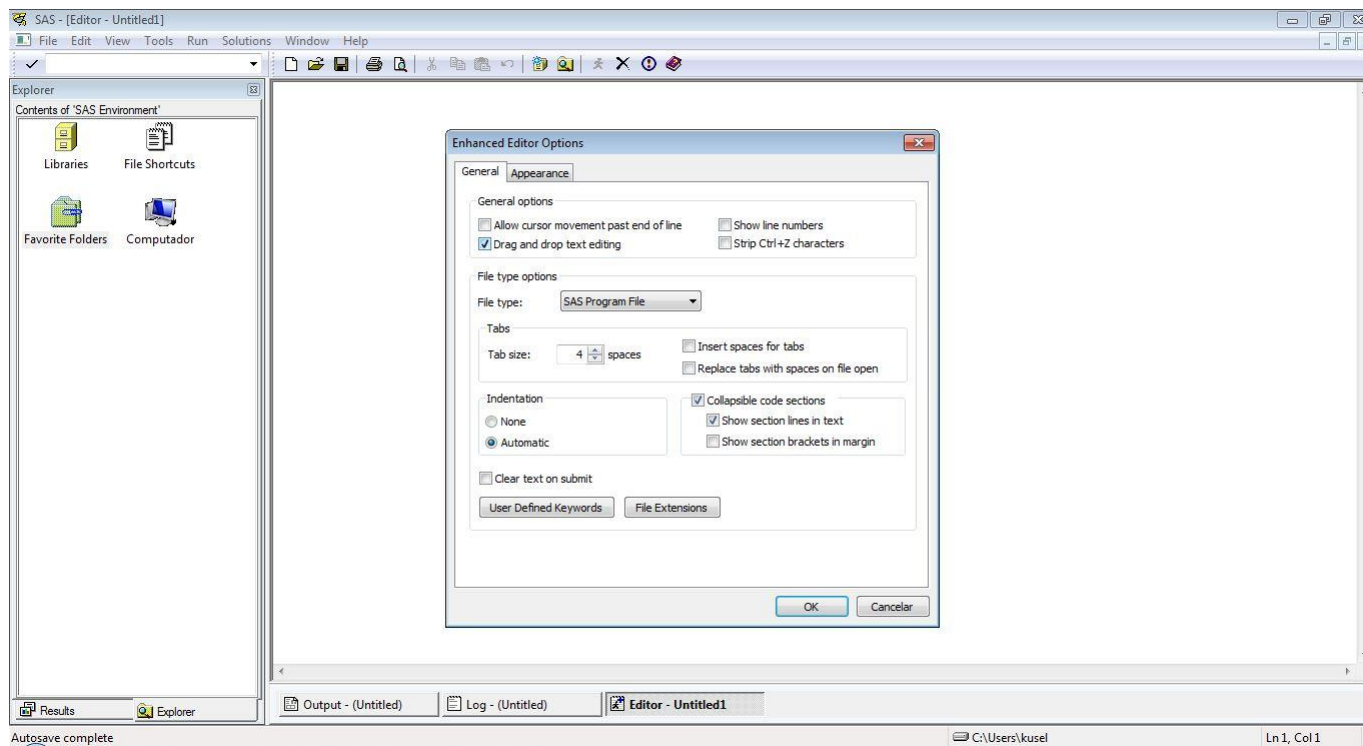 SAS - [Editor - Untitled1]
File Edit View Tools Run Solutions Window Help
Explorer
Contents of 'SAS Environment'
Libraries
File Shortcuts
Favorite Folders
Computador
Enhanced Editor Options
General
Appearance
General options
Allow cursor movement past end of line
Show line numbers
Drag and drop text editing
Strip Ctrl+Z characters
File type options
File type:
SAS Program File
Tabs
Tab size:
4
spaces
Insert spaces for tabs
Replace tabs with spaces on file open
Indentation
None
Automatic
Collapsible code sections
Show section lines in text
Show section brackets in margin
Clear text on submit
User Defined Keywords
File Extensions
OK
Cancelar
Results
Explorer
Output - (Untitled)
Log - (Untitled)
Editor - Untitled1
Autosave complete
C:\Users\kusel
Ln 1, Col 1